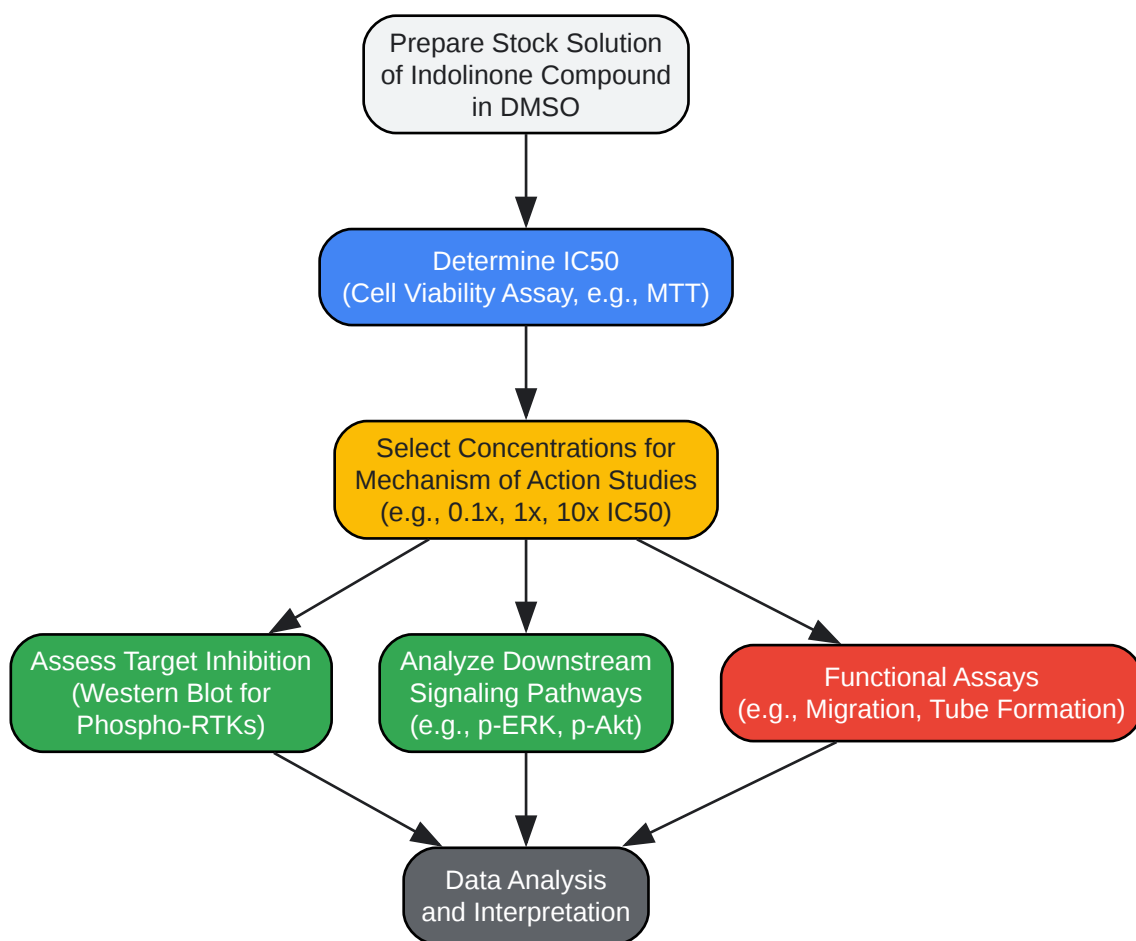 Prepare Stock Solution
of Indolinone Compound
in DMSO
Determine IC50
(Cell Viability Assay, e.g., MTT)
Select Concentrations for
Mechanism of Action Studies
(e.g., 0.1x, 1x, 10x IC50)
Assess Target Inhibition
(Western Blot for
Phospho-RTKs)
Analyze Downstream
Signaling Pathways
(e.g., p-ERK, p-Akt)
Functional Assays
(e.g., Migration, Tube Formation)
Data Analysis
and Interpretation